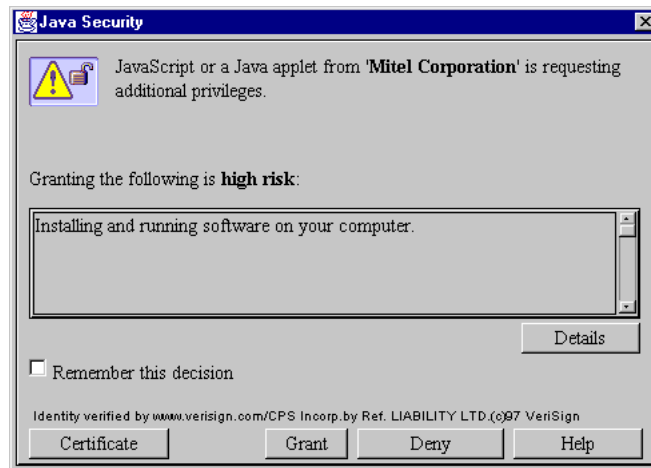 Java Security
JavaScript or a Java applet from 'Mitel Corporation' is requesting
additional privileges.
Granting the following is high risk:
Installing and running software on your computer.
Details
Remember this decision
Identity verified by www.verisign.com/CPS Incorp.by Ref. LIABILITY LTD.(c)97 VeriSign
Certificate Grant Deny Help